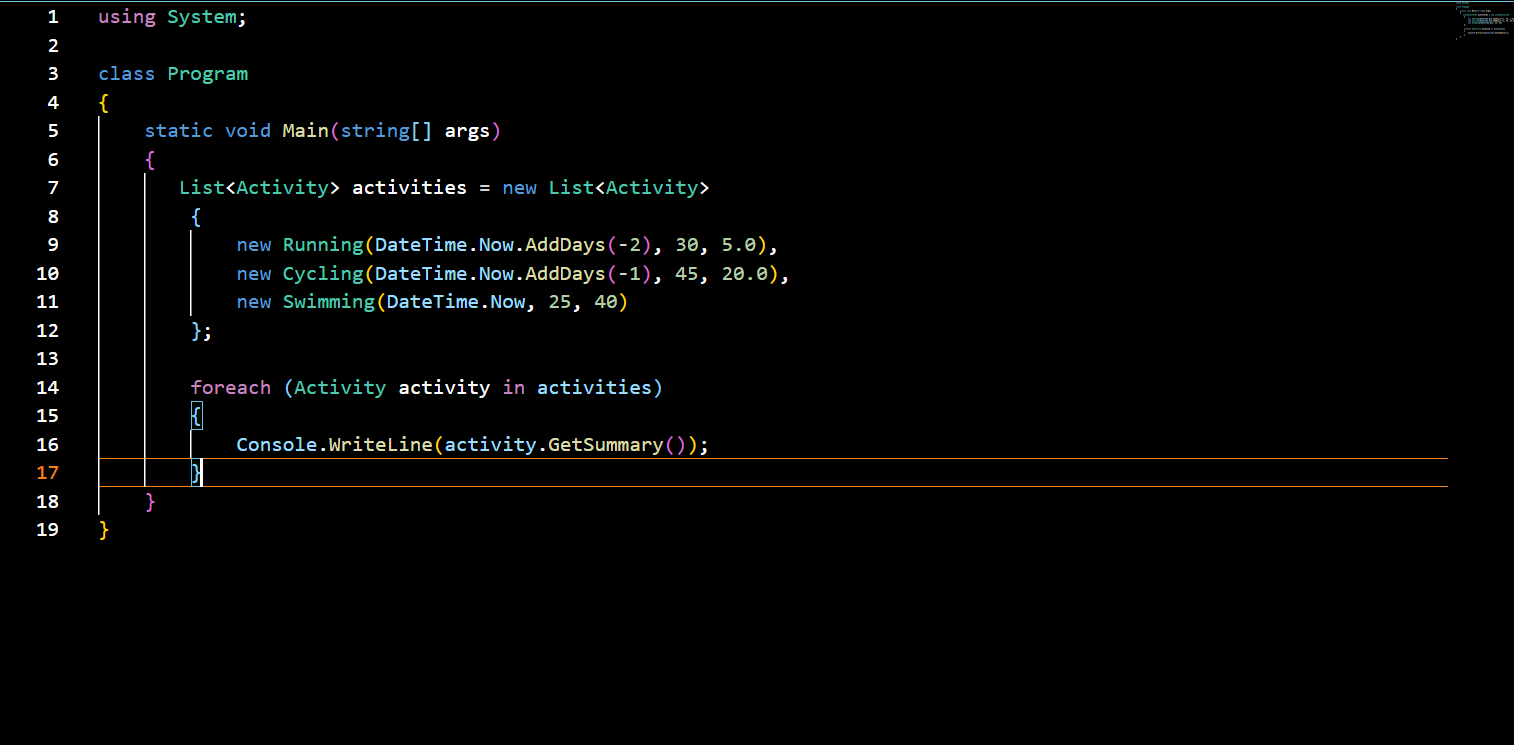 1 using System;
2
3 class Program
4 {
5     static void Main(string[] args)
6     {
7        List<Activity> activities = new List<Activity>
8         {
9             new Running(DateTime.Now.AddDays(-2), 30, 5.0),
10             new Cycling(DateTime.Now.AddDays(-1), 45, 20.0),
11             new Swimming(DateTime.Now, 25, 40)
12         };
13
14         foreach (Activity activity in activities)
15         {
16             Console.WriteLine(activity.GetSummary());
17         }
18     }
19 }